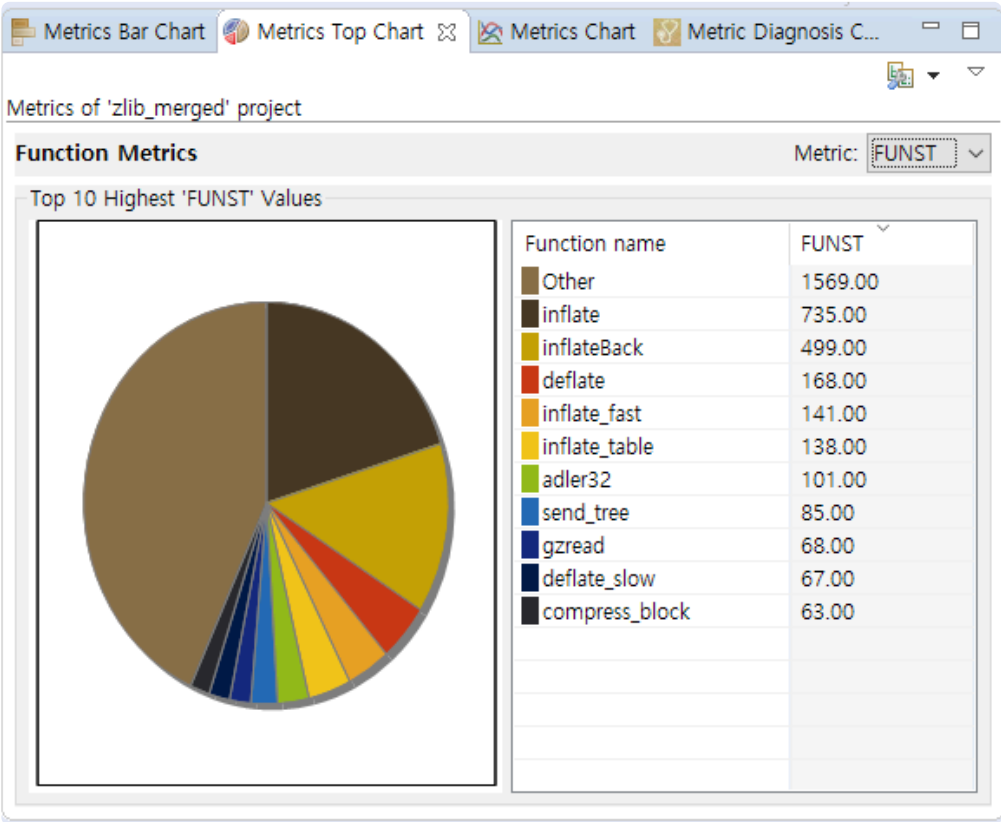 Metrics Bar Chart Metrics Top Chart Metrics Chart Metric Diagnosis C...
Metrics of 'zlib_merged' project
Function Metrics Metric: FUNST
Top 10 Highest 'FUNST' Values
Function name FUNST
Other 1569.00
inflate 735.00
inflateBack 499.00
deflate 168.00
inflate_fast 141.00
inflate_table 138.00
adler32 101.00
send_tree 85.00
gzread 68.00
deflate_slow 67.00
compress_block 63.00